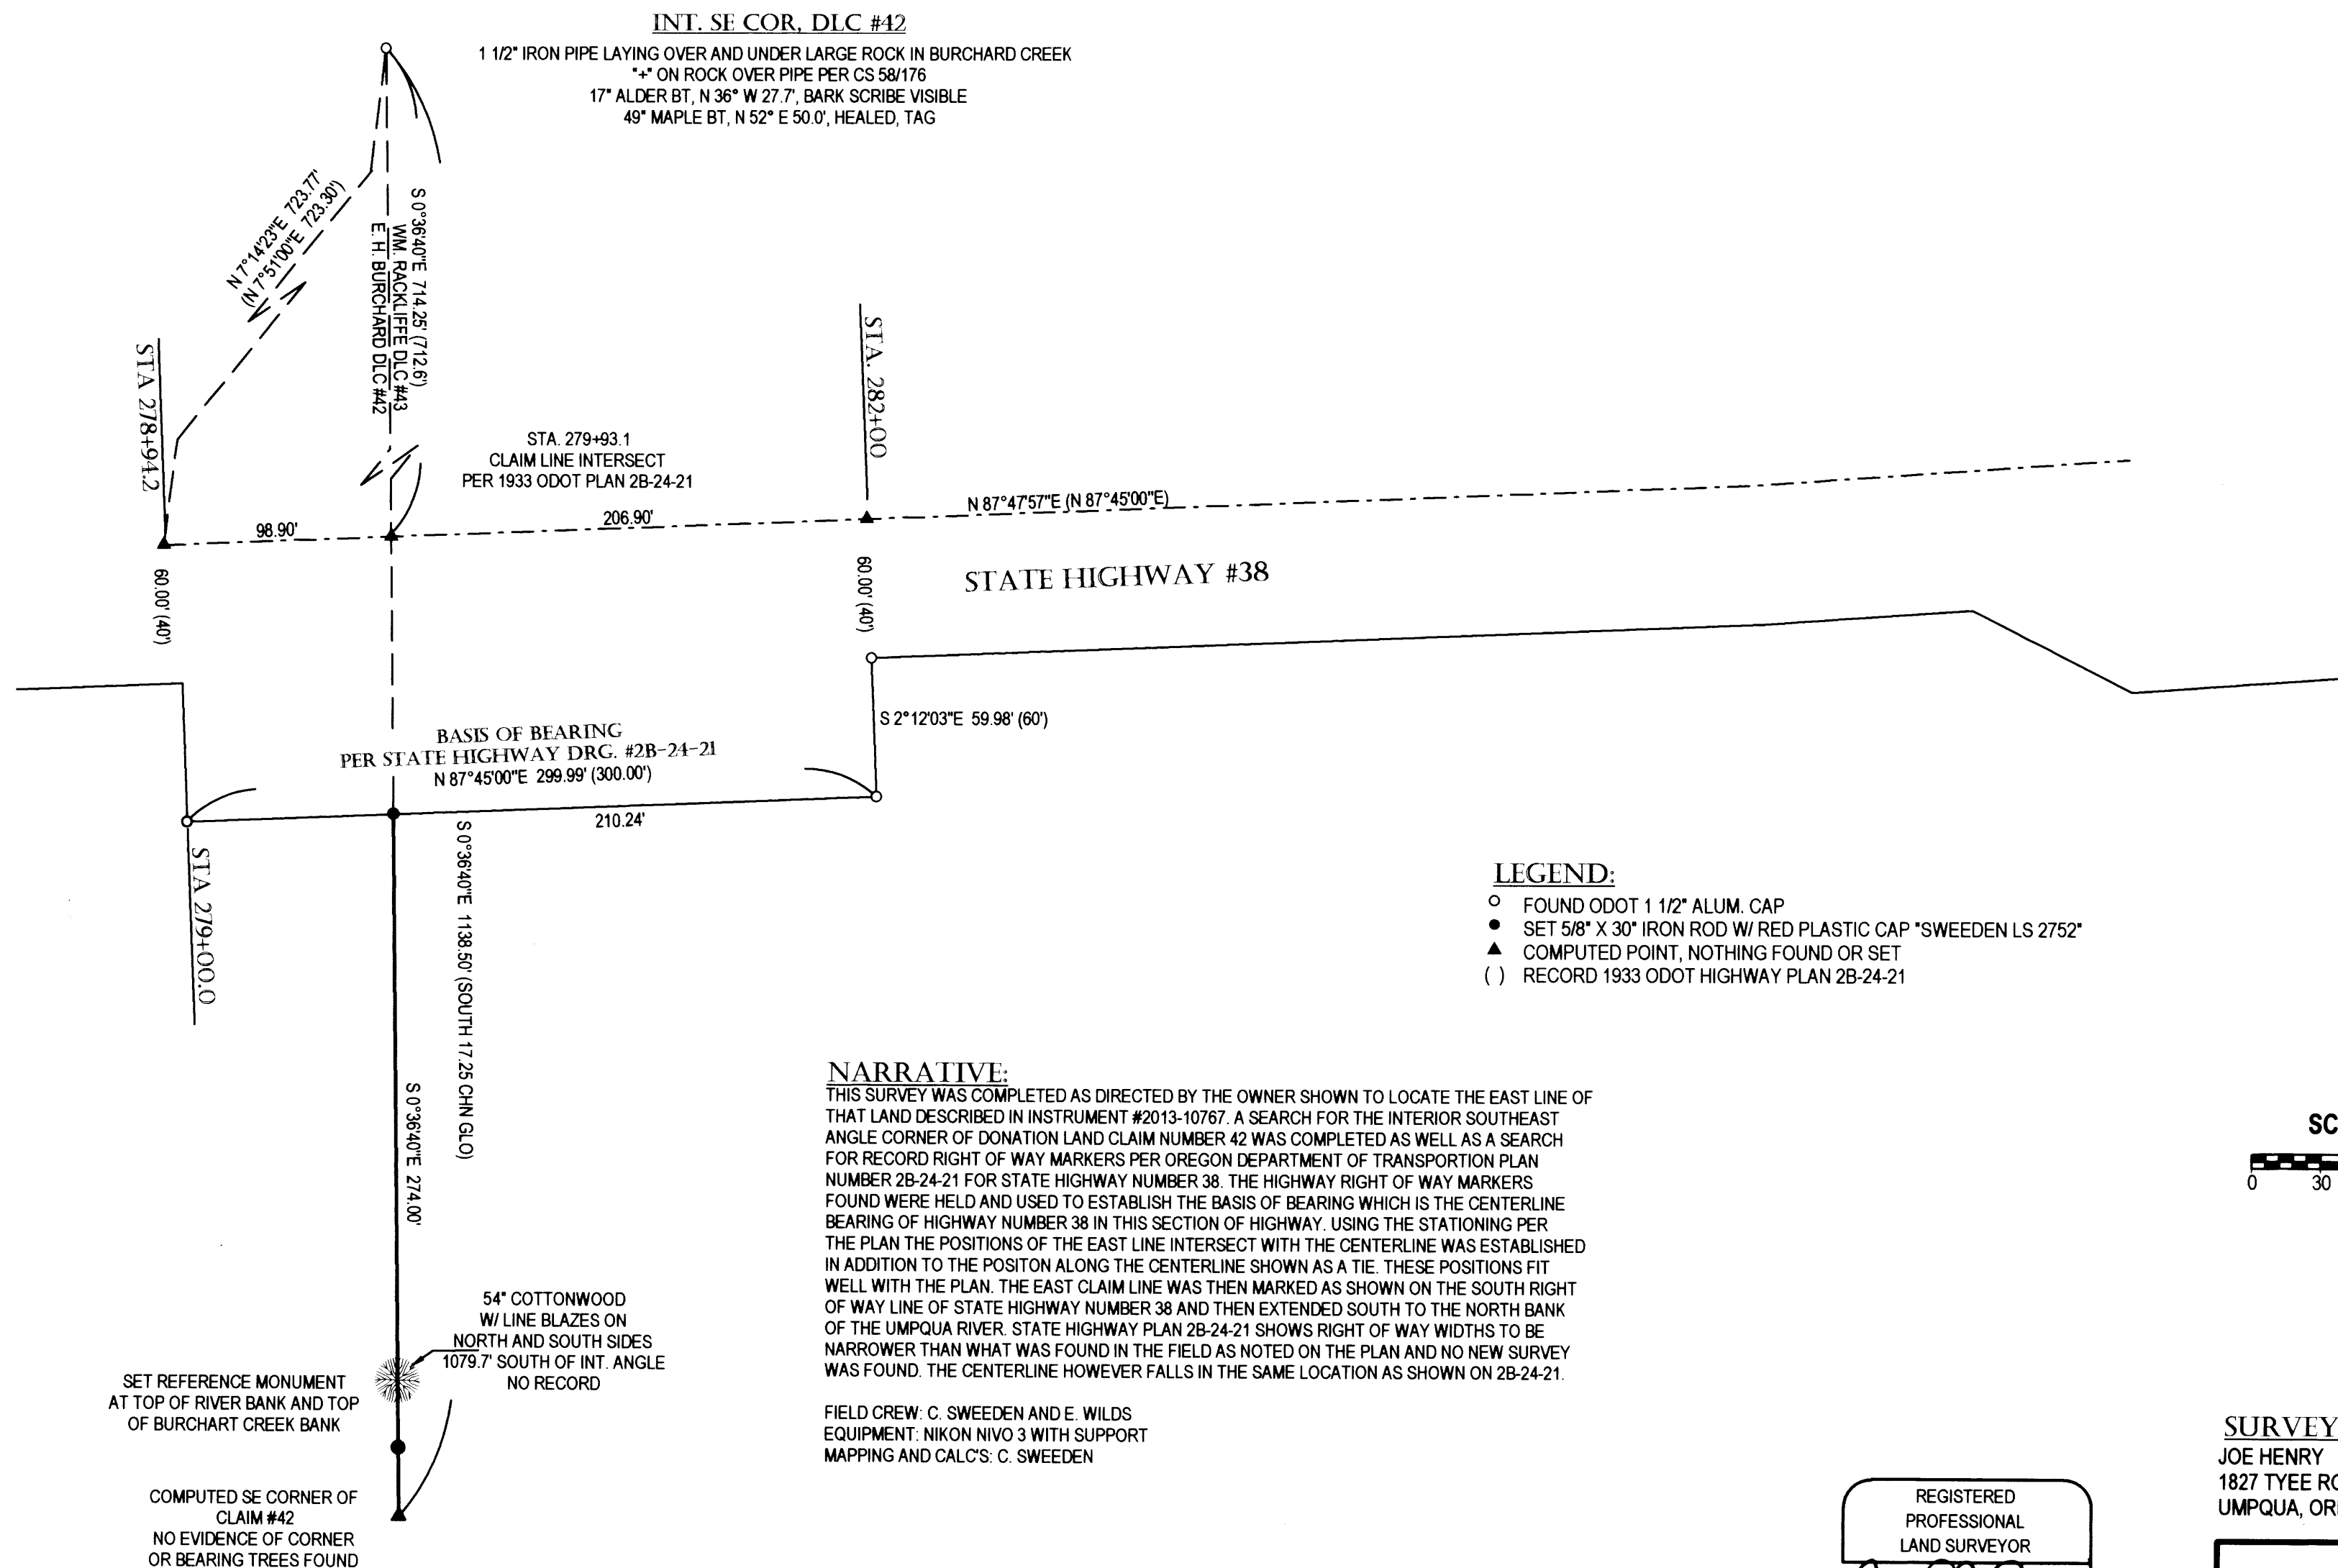 INT. SE COR, DLC #42
1 1/2" IRON PIPE LAYING OVER AND UNDER LARGE ROCK IN BURCHARD CREEK
"+" ON ROCK OVER PIPE PER CS 58/176
17" ALDER BT, N 36° W 27.7', BARK SCRIBE VISIBLE
49" MAPLE BT, N 52° E 50.0', HEALED, TAG
N 7°14'23"E 723.77'
(N 7°51'00"E 723.30')
S 0°36'40"E 714.25' (712.6')
WM. RACKLIFFE DLC #43
E. H. BURCHARD DLC #42
STA 278+94.2
STA. 279+93.1
CLAIM LINE INTERSECT
PER 1933 ODOT PLAN 2B-24-21
STA. 282+00
98.90'
206.90'
N 87°47'57"E (N 87°45'00"E)
60.00' (40')
60.00' (40')
STATE HIGHWAY #38
S 2°12'03"E 59.98' (60')
BASIS OF BEARING
PER STATE HIGHWAY DRG. #2B-24-21
N 87°45'00"E 299.99' (300.00')
210.24'
STA 279+00.0
S 0°36'40"E 1138.50' (SOUTH 17.25 CHN GLO)
S 0°36'40"E 274.00'
LEGEND:
FOUND ODOT 1 1/2" ALUM. CAP
SET 5/8" X 30" IRON ROD W/ RED PLASTIC CAP "SWEEDEN LS 2752"
COMPUTED POINT, NOTHING FOUND OR SET
( ) RECORD 1933 ODOT HIGHWAY PLAN 2B-24-21
NARRATIVE:
THIS SURVEY WAS COMPLETED AS DIRECTED BY THE OWNER SHOWN TO LOCATE THE EAST LINE OF
THAT LAND DESCRIBED IN INSTRUMENT #2013-10767. A SEARCH FOR THE INTERIOR SOUTHEAST
ANGLE CORNER OF DONATION LAND CLAIM NUMBER 42 WAS COMPLETED AS WELL AS A SEARCH
FOR RECORD RIGHT OF WAY MARKERS PER OREGON DEPARTMENT OF TRANSPORTION PLAN
NUMBER 2B-24-21 FOR STATE HIGHWAY NUMBER 38. THE HIGHWAY RIGHT OF WAY MARKERS
FOUND WERE HELD AND USED TO ESTABLISH THE BASIS OF BEARING WHICH IS THE CENTERLINE
BEARING OF HIGHWAY NUMBER 38 IN THIS SECTION OF HIGHWAY. USING THE STATIONING PER
THE PLAN THE POSITIONS OF THE EAST LINE INTERSECT WITH THE CENTERLINE WAS ESTABLISHED
IN ADDITION TO THE POSITON ALONG THE CENTERLINE SHOWN AS A TIE. THESE POSITIONS FIT
WELL WITH THE PLAN. THE EAST CLAIM LINE WAS THEN MARKED AS SHOWN ON THE SOUTH RIGHT
OF WAY LINE OF STATE HIGHWAY NUMBER 38 AND THEN EXTENDED SOUTH TO THE NORTH BANK
OF THE UMPQUA RIVER. STATE HIGHWAY PLAN 2B-24-21 SHOWS RIGHT OF WAY WIDTHS TO BE
NARROWER THAN WHAT WAS FOUND IN THE FIELD AS NOTED ON THE PLAN AND NO NEW SURVEY
WAS FOUND. THE CENTERLINE HOWEVER FALLS IN THE SAME LOCATION AS SHOWN ON 2B-24-21.
FIELD CREW: C. SWEEDEN AND E. WILDS
EQUIPMENT: NIKON NIVO 3 WITH SUPPORT
MAPPING AND CALC'S: C. SWEEDEN
54" COTTONWOOD
W/ LINE BLAZES ON
NORTH AND SOUTH SIDES
1079.7' SOUTH OF INT. ANGLE
NO RECORD
SET REFERENCE MONUMENT
AT TOP OF RIVER BANK AND TOP
OF BURCHART CREEK BANK
COMPUTED SE CORNER OF
CLAIM #42
NO EVIDENCE OF CORNER
OR BEARING TREES FOUND
SC
0 30
SURVEY
JOE HENRY
1827 TYEE RO
UMPQUA, OR
REGISTERED
PROFESSIONAL
LAND SURVEYOR